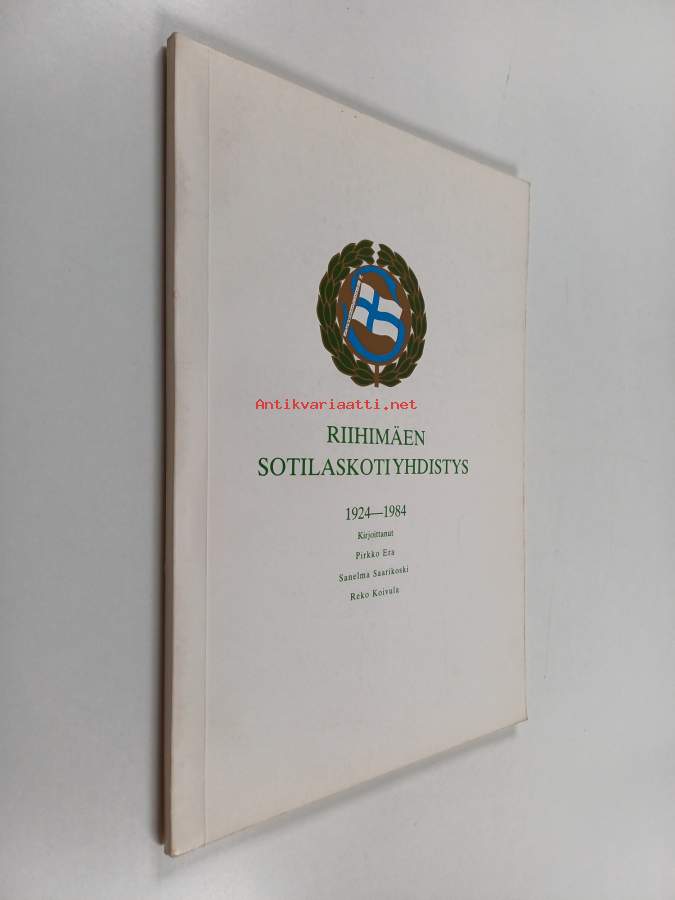 Antikvariaatti.net
RIIHIMÄEN
SOTILASKOTIYHDISTYS
1924—1984
Kirjoittanut
Pirkko Era
Sanelma Saarikoski
Reko Koivula